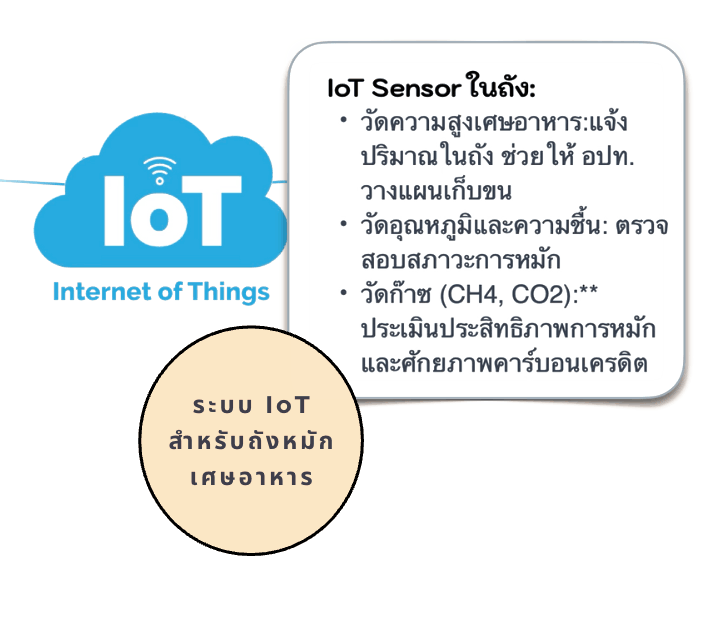 IoT
Internet of Things
IoT Sensor ในถัง:
• วัดความสูงเศษอาหาร:แจ้ง
ปริมาณในถัง ช่วยให้ อปท.
วางแผนเก็บขน
• วัดอุณหภูมิและความชื้น: ตรวจ
สอบสภาวะการหมัก
• วัดก๊าซ (CH4, CO2):**
ประเมินประสิทธิภาพการหมัก
และศักยภาพคาร์บอนเครดิต
ระบบ IoT
สำหรับถังหมัก
เศษอาหาร